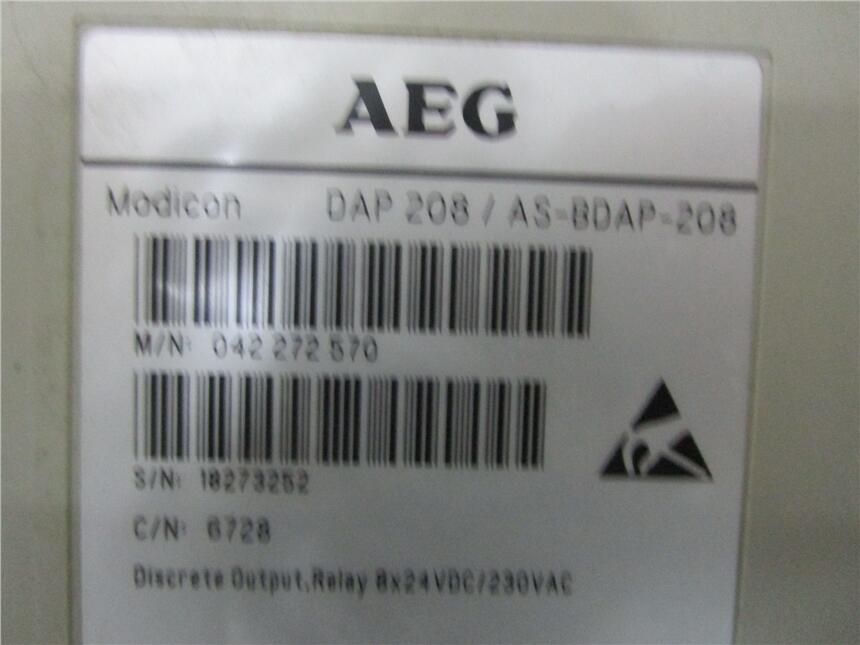 AEG
Modicon DAP 208 / AS-BDAP-208
M/N: 042 272 570
S/N: 18273252
C/N: 6728
Discrete Output,Relay 8x24VDC/230VAC